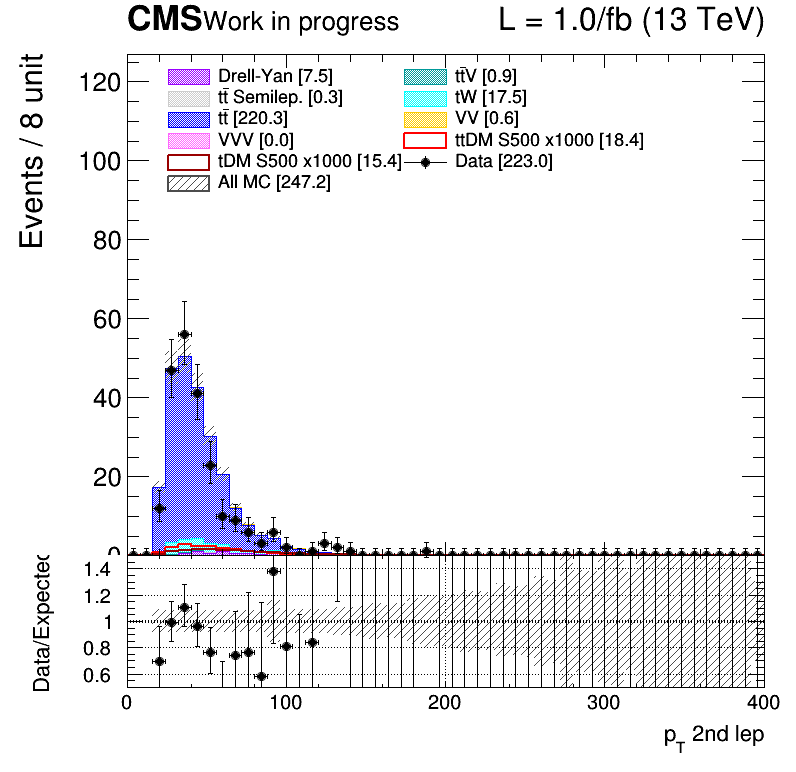 CMS Work in progress L = 1.0/fb (13 TeV)
Drell-Yan [7.5] tt̄V [0.9]
tt̄ Semilep. [0.3] tW [17.5]
tt̄ [220.3] VV [0.6]
VVV [0.0] ttDM S500 x1000 [18.4]
tDM S500 x1000 [15.4] Data [223.0]
All MC [247.2]
Events / 8 unit
120
100
80
60
40
20
0
Data/Expected
1.4
1.2
1
0.8
0.6
0 100 200 300 400
p_T 2nd lep